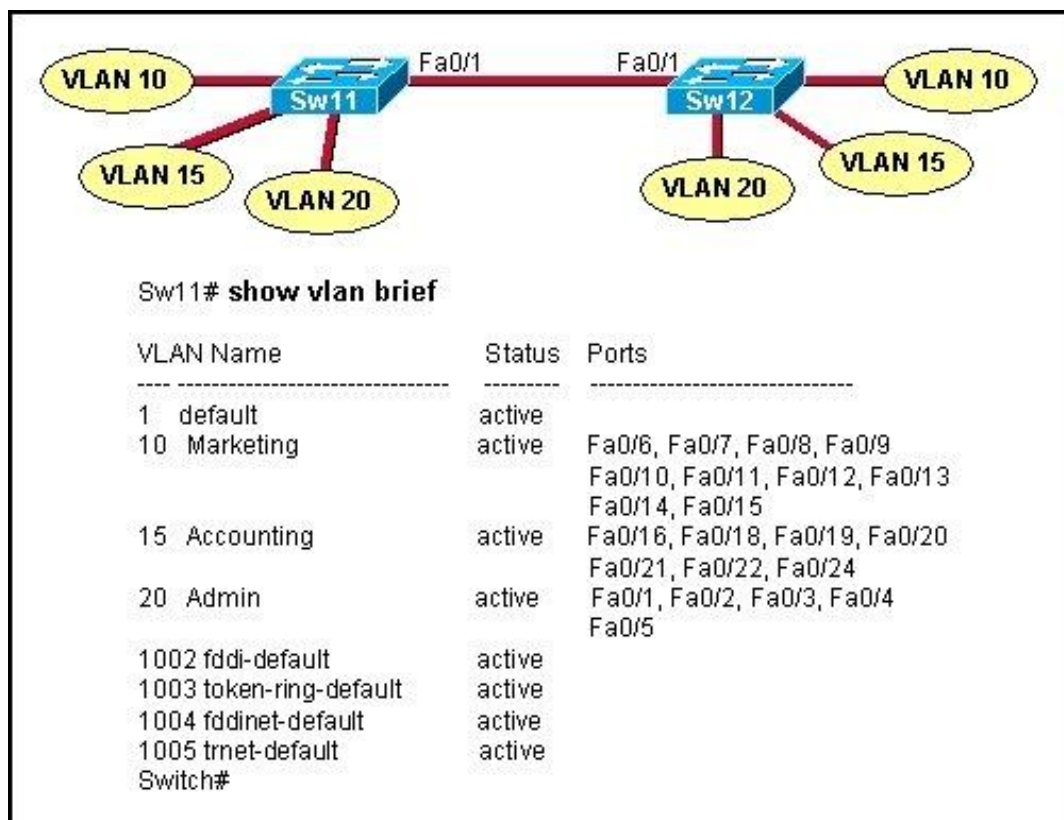 Fa0/1 Fa0/1
VLAN 10 Sw11 Sw12 VLAN 10
VLAN 15 VLAN 15
VLAN 20 VLAN 20
Sw11# show vlan brief
VLAN Name Status Ports
---- -------------------------------- --------- -------------------------------
1 default active
10 Marketing active Fa0/6, Fa0/7, Fa0/8, Fa0/9
Fa0/10, Fa0/11, Fa0/12, Fa0/13
Fa0/14, Fa0/15
15 Accounting active Fa0/16, Fa0/18, Fa0/19, Fa0/20
Fa0/21, Fa0/22, Fa0/24
20 Admin active Fa0/1, Fa0/2, Fa0/3, Fa0/4
Fa0/5
1002 fddi-default active
1003 token-ring-default active
1004 fddinet-default active
1005 trnet-default active
Switch#